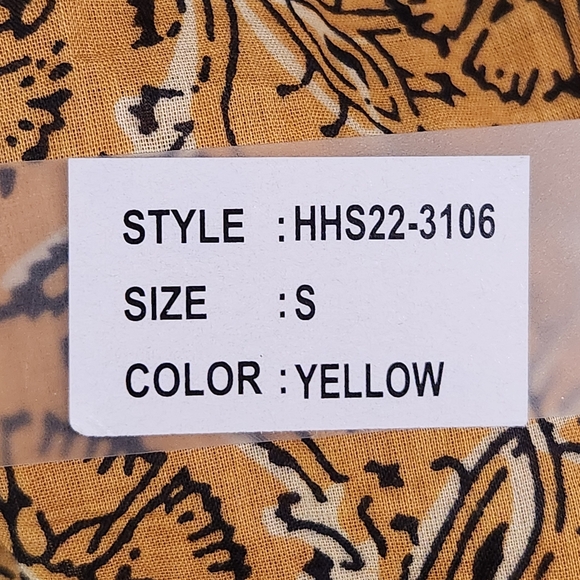 STYLE : HHS22-3106
SIZE : S
COLOR : YELLOW